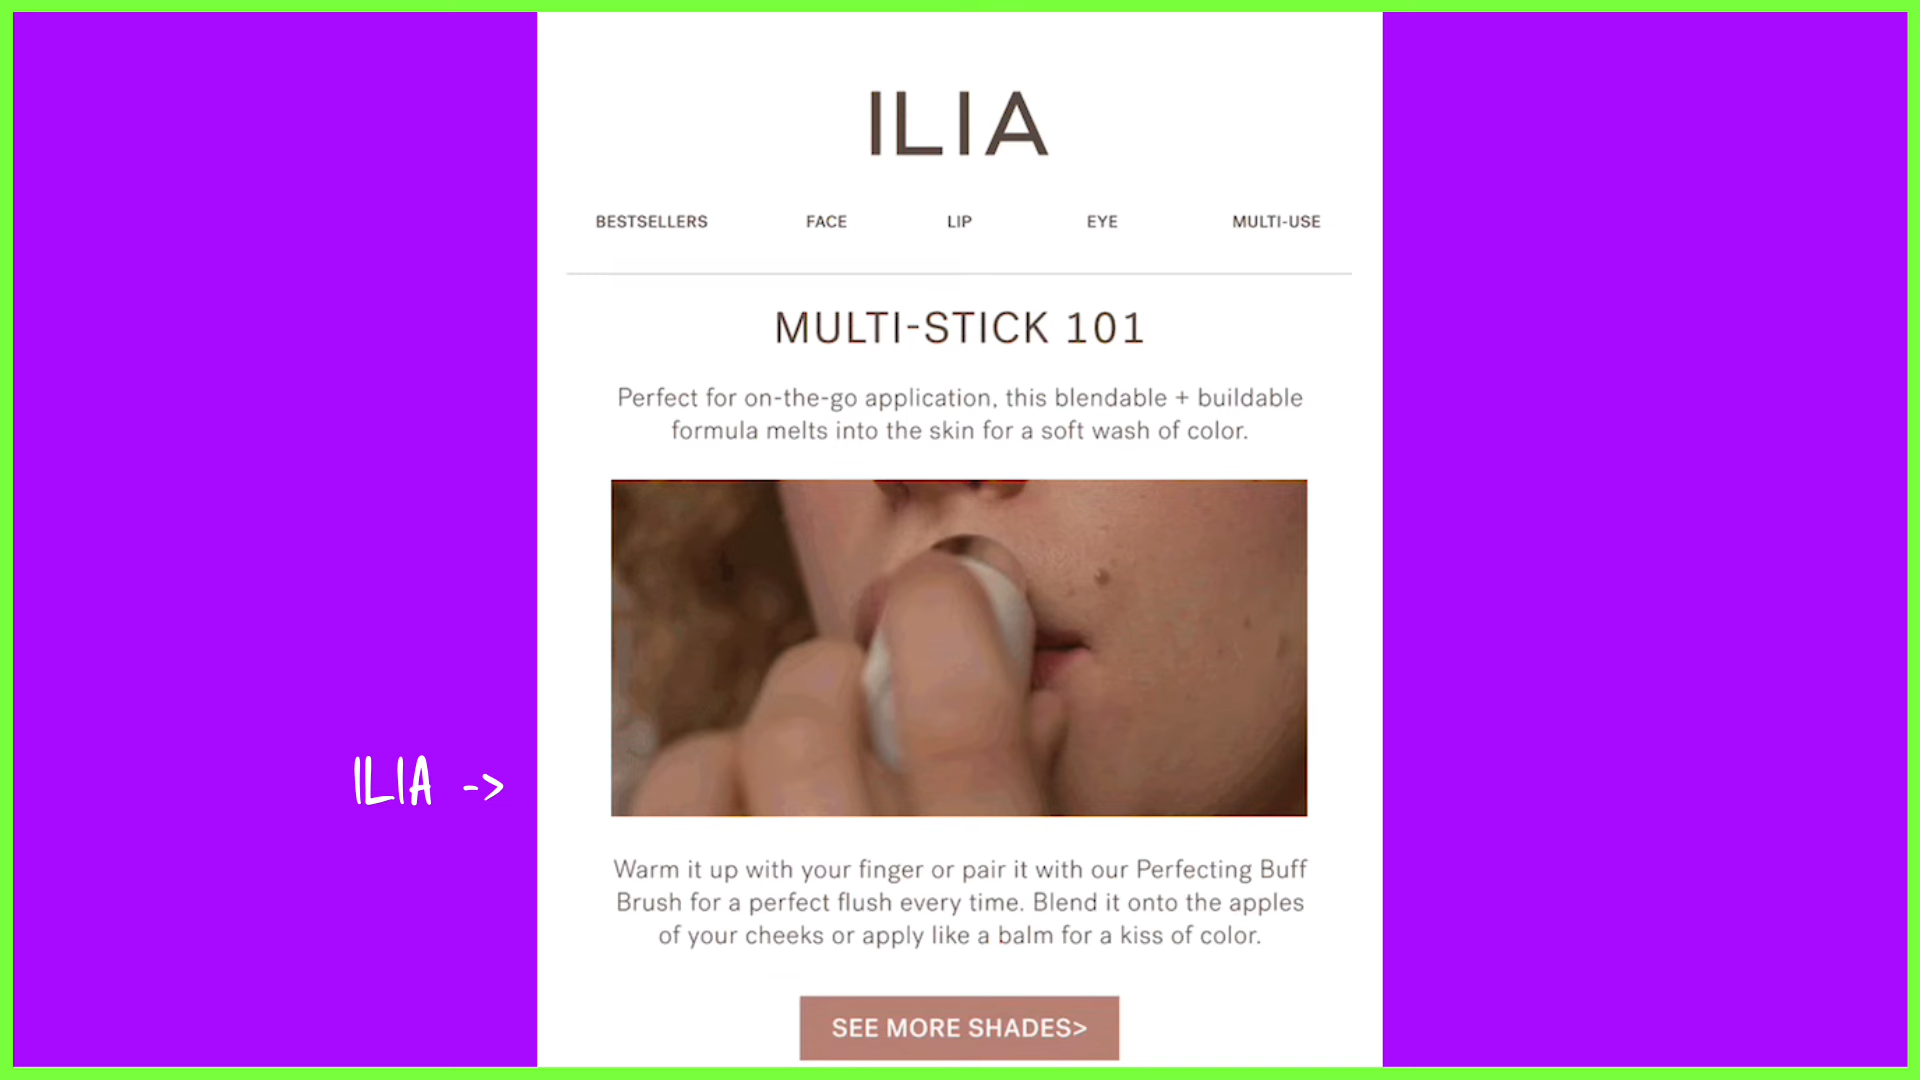 ILIA
BESTSELLERS FACE LIP EYE MULTI-USE
MULTI-STICK 101
Perfect for on-the-go application, this blendable + buildable
formula melts into the skin for a soft wash of color.
ILIA ->
Warm it up with your finger or pair it with our Perfecting Buff
Brush for a perfect flush every time. Blend it onto the apples
of your cheeks or apply like a balm for a kiss of color.
SEE MORE SHADES>